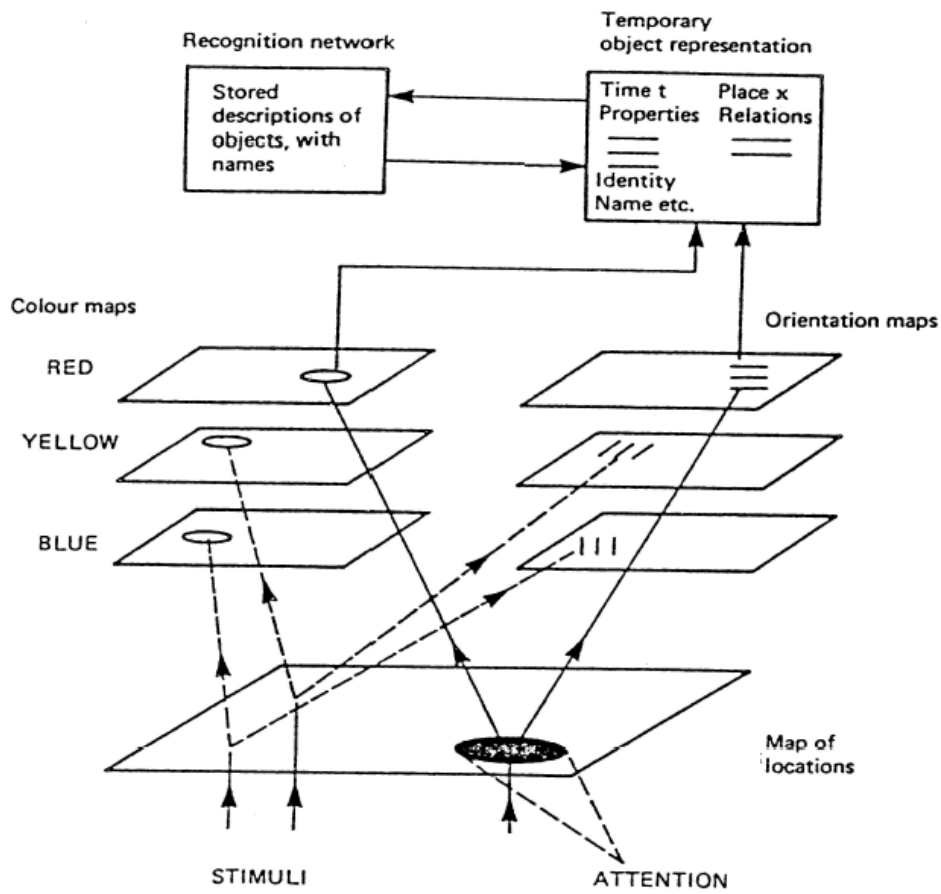 Recognition network
Temporary
object representation
Stored
descriptions of
objects, with
names
Time t Place x
Properties Relations
Identity
Name etc.
Colour maps
Orientation maps
RED
YELLOW
BLUE
Map of
locations
STIMULI
ATTENTION